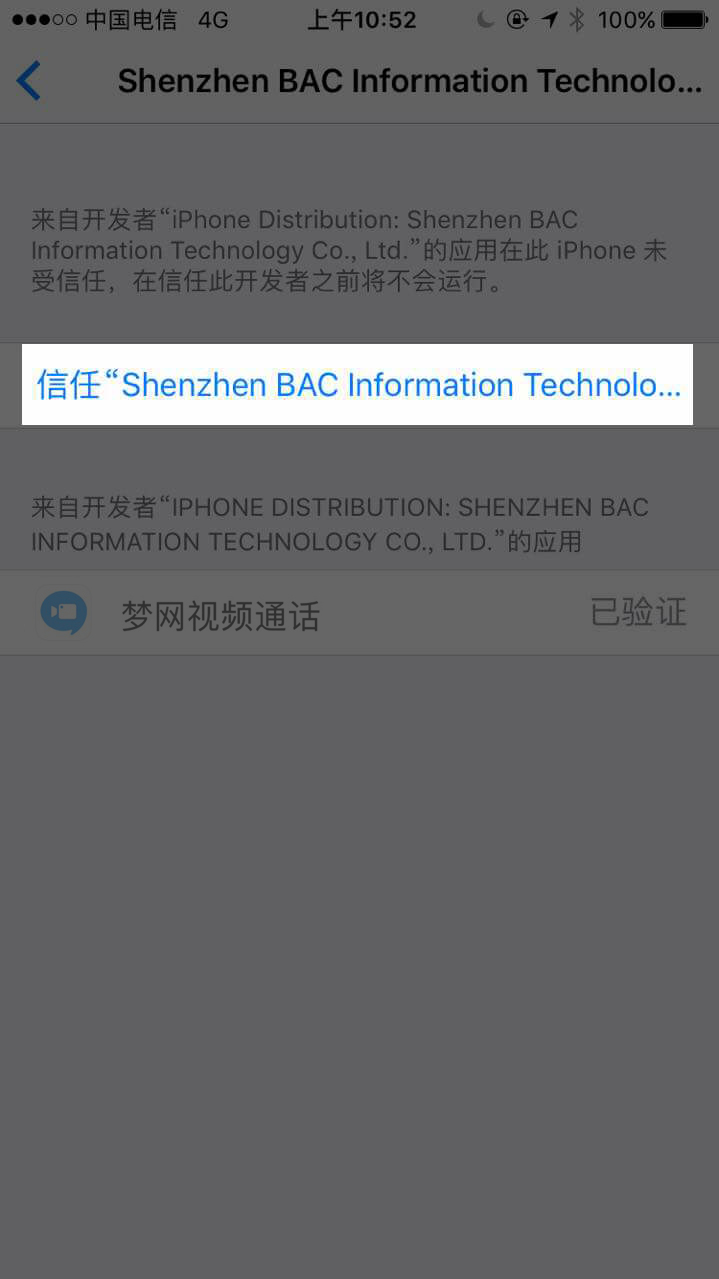 中国电信 4G 上午10:52 100%
Shenzhen BAC Information Technolo...
来自开发者“iPhone Distribution: Shenzhen BAC
Information Technology Co., Ltd.”的应用在此 iPhone 未
受信任，在信任此开发者之前将不会运行。
信任“Shenzhen BAC Information Technolo...
来自开发者“IPHONE DISTRIBUTION: SHENZHEN BAC
INFORMATION TECHNOLOGY CO., LTD.”的应用
梦网视频通话 已验证